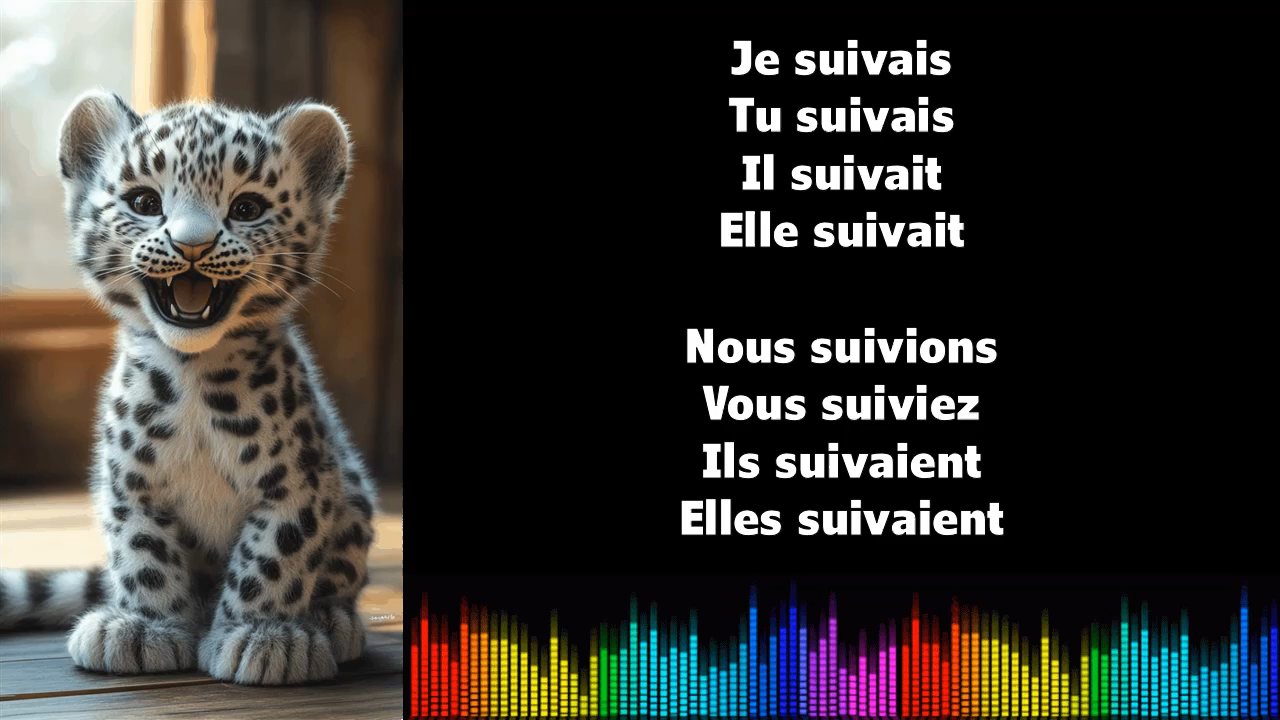 Je suivais
Tu suivais
Il suivait
Elle suivait
Nous suivions
Vous suiviez
Ils suivaient
Elles suivaient